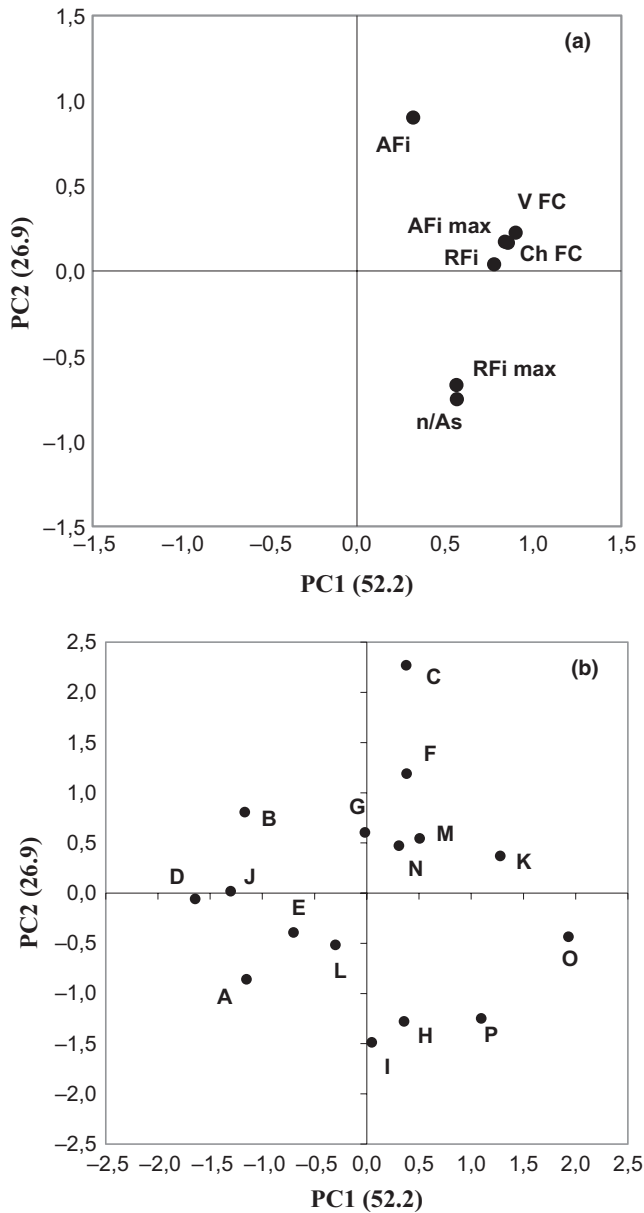 1,5
(a)
1,0
AFi
0,5
V FC
AFi max
Ch FC
RFi
0,0
PC2 (26.9)
–0,5
RFi max
n/As
–1,0
–1,5
–1,5 –1,0 –0,5 0,0 0,5 1,0 1,5
PC1 (52.2)
2,5
(b)
C
2,0
1,5
F
1,0
G
B
M
0,5
N
K
D J
0,0
PC2 (26.9)
E
–0,5
L
O
–1,0
A
H P
–1,5
I
–2,0
–2,5
–2,5 –2,0 –1,5 –1,0 –0,5 0,0 0,5 1,0 1,5 2,0 2,5
PC1 (52.2)